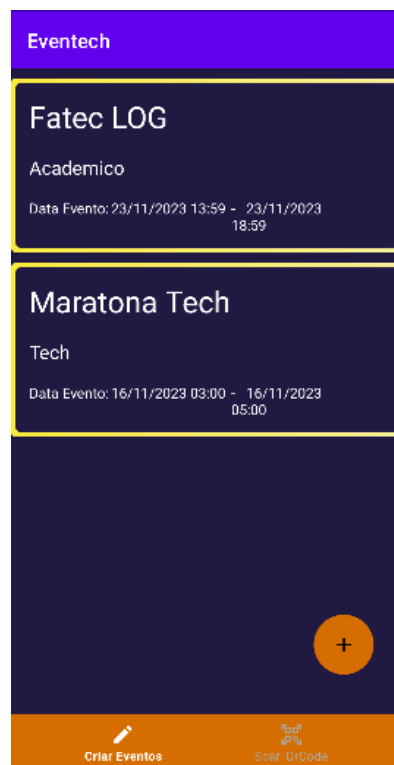 Eventech
Fatec LOG
Academico
Data Evento: 23/11/2023 13:59 - 23/11/2023
18:59
Maratona Tech
Tech
Data Evento: 16/11/2023 03:00 - 16/11/2023
05:00
+
Criar Eventos
Scan QrCode